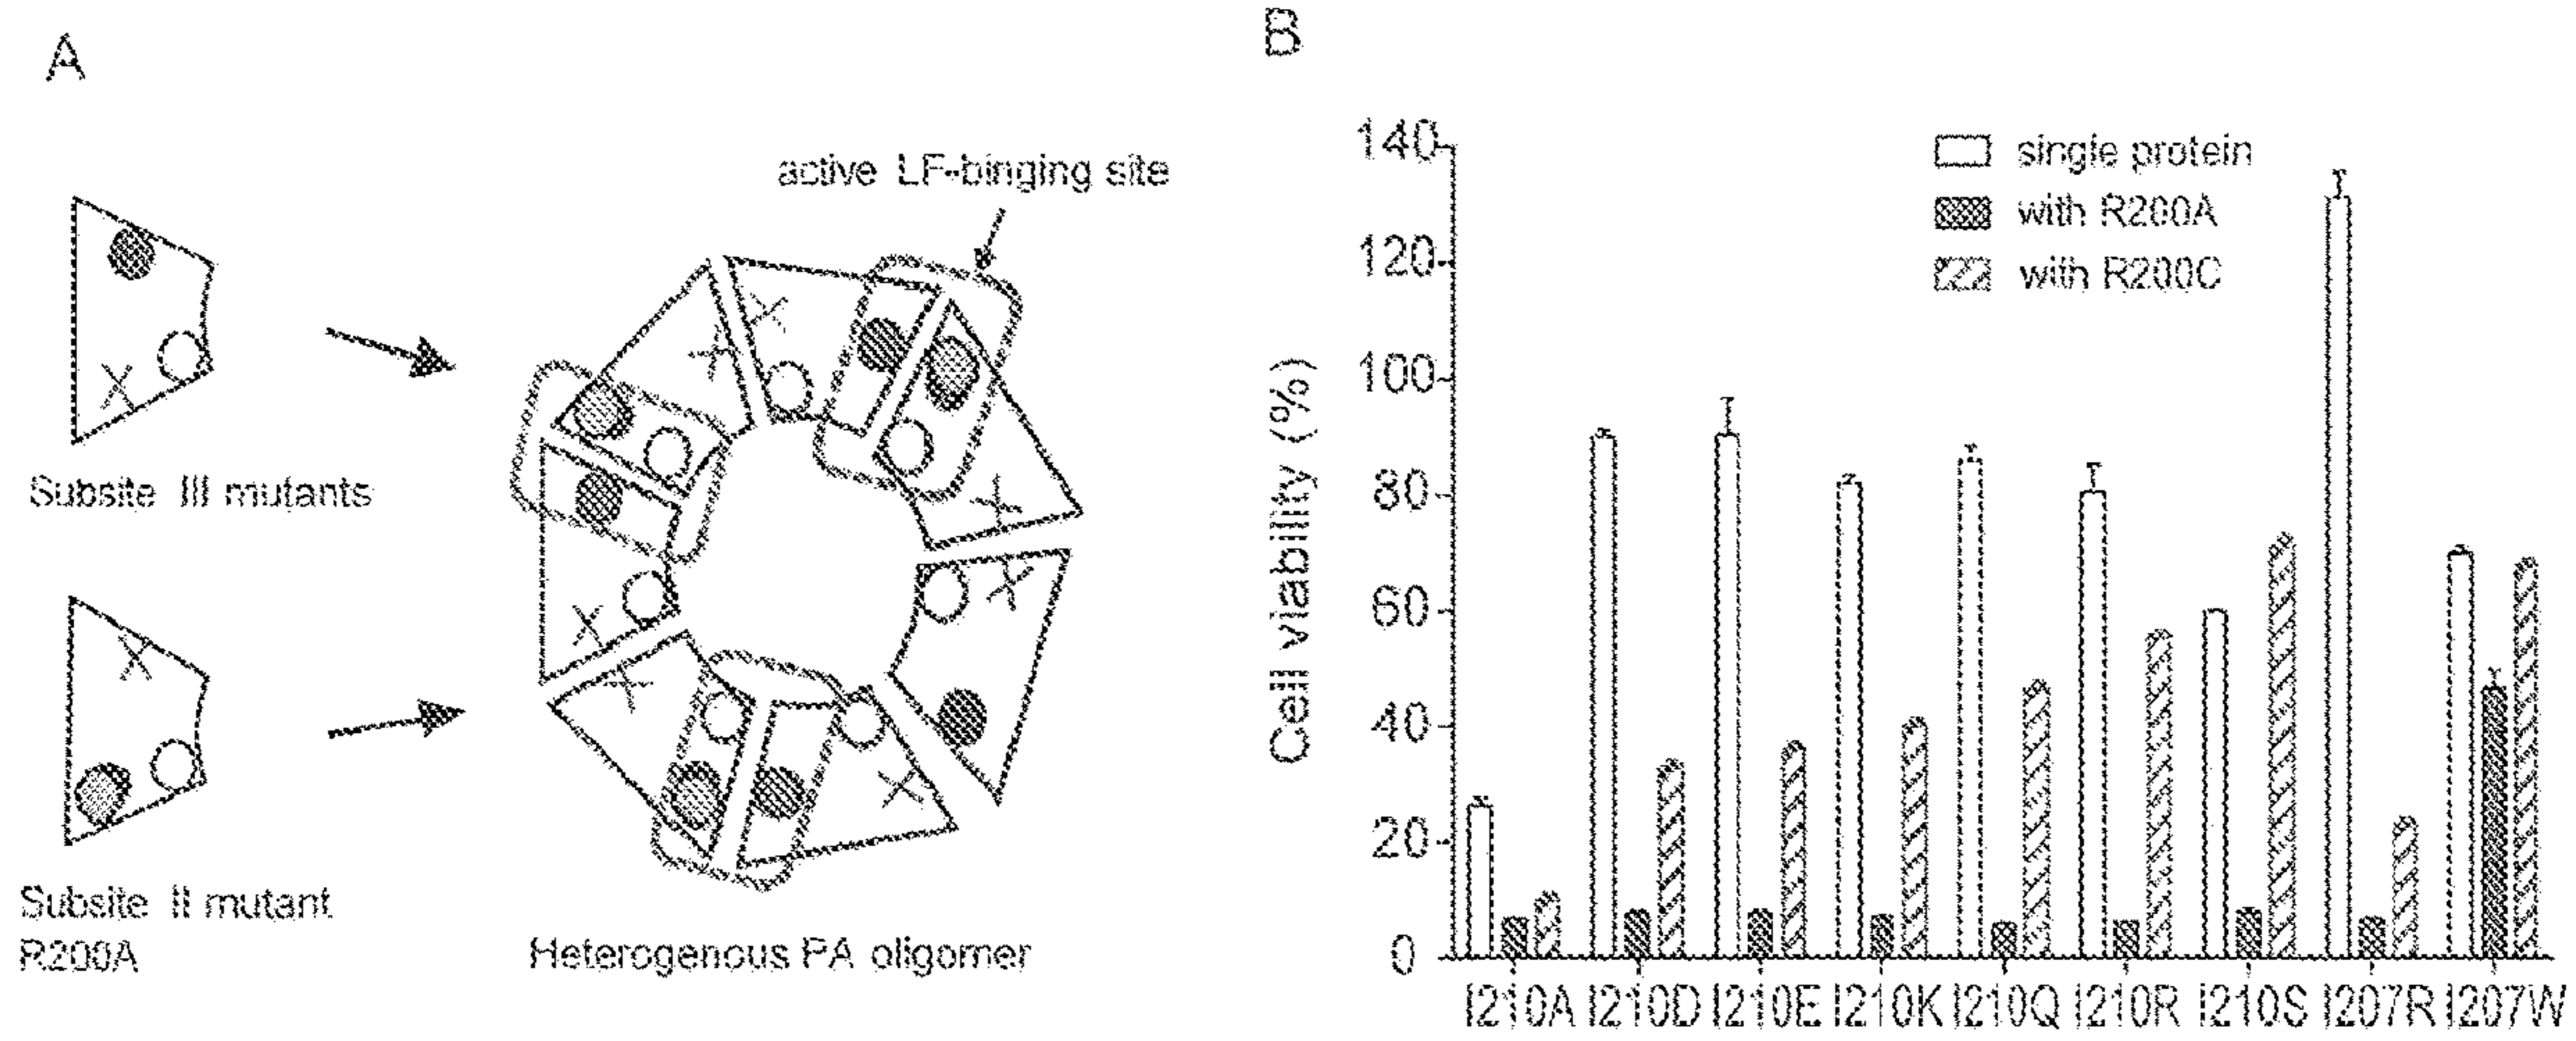 A
active LF-binging site
Subsite III mutants
Subsite II mutant
R200A
Heterogenous PA oligomer
B
single protein
with R200A
with R200C
Cell viability (%)
140
120
100
80
60
40
20
0
I210A I210D I210E I210K I210Q I210R I210S I207R I207W